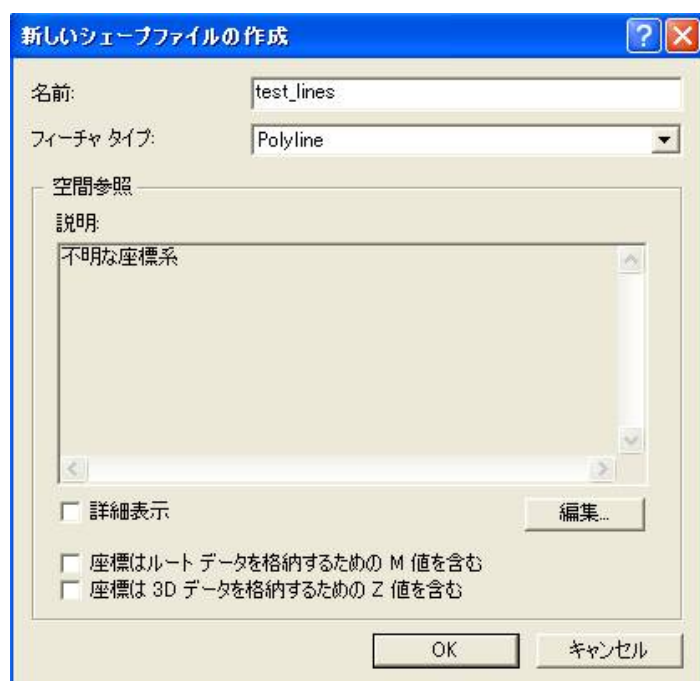 新しいシェープファイルの作成
名前: test_lines
フィーチャ タイプ: Polyline
空間参照
説明:
不明な座標系
詳細表示
編集...
座標はルート データを格納するための M 値を含む
座標は 3D データを格納するための Z 値を含む
OK キャンセル